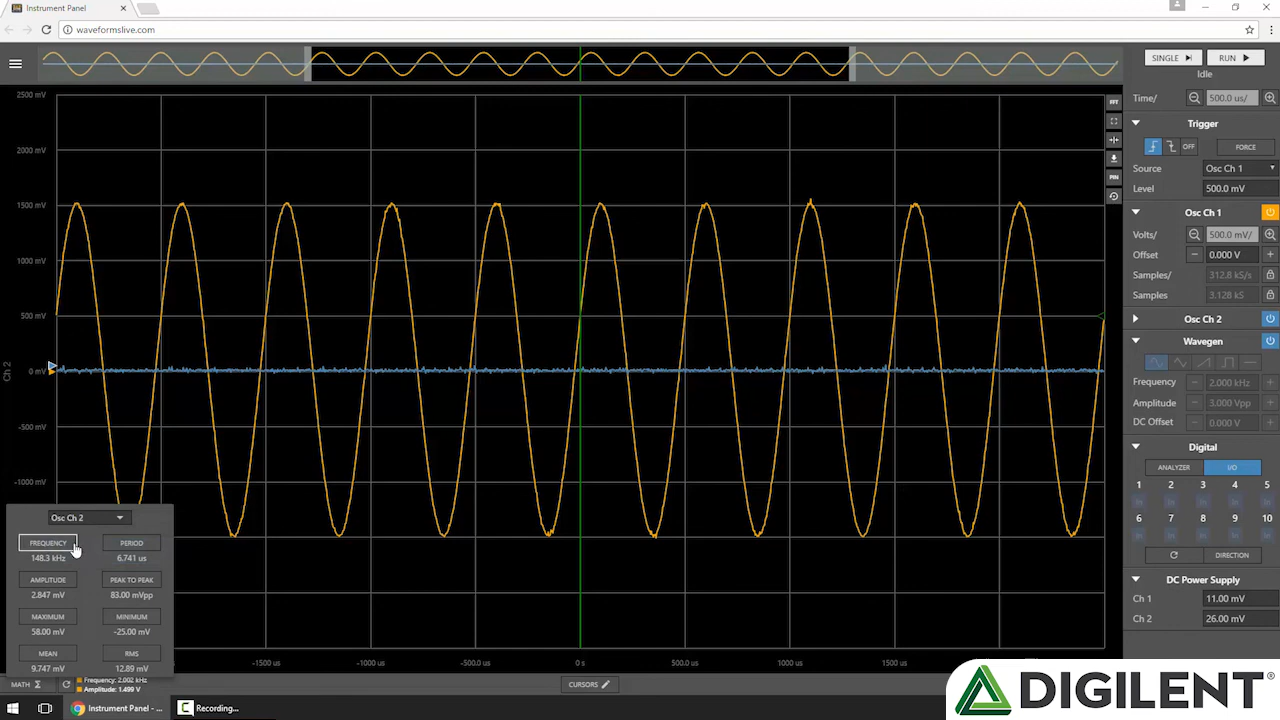 Instrument Panel
waveformslive.com
SINGLE
RUN
Idle
Time/
500.0 us/
Trigger
OFF
FORCE
Source
Osc Ch 1
Level
500.0 mV
Osc Ch 1
Volts/
500.0 mV/
Offset
0.000 V
Samples/
312.8 kS/s
Samples
3.128 kS
Osc Ch 2
Wavegen
Frequency
2.000 kHz
Amplitude
3.000 Vpp
DC Offset
0.000 V
Digital
ANALYZER
I/O
1 2 3 4 5
6 7 8 9 10
DIRECTION
DC Power Supply
Ch 1
11.00 mV
Ch 2
26.00 mV
FFT
PIN
2500 mV
2000 mV
1500 mV
1000 mV
500 mV
0 mV
-500 mV
-1000 mV
Ch 2
Osc Ch 2
FREQUENCY
PERIOD
148.3 kHz
6.741 us
AMPLITUDE
PEAK TO PEAK
2.847 mV
83.00 mVpp
MAXIMUM
MINIMUM
58.00 mV
-25.00 mV
MEAN
RMS
9.747 mV
12.89 mV
-1500 us
-1000 us
-500.0 us
0 s
500.0 us
1000 us
1500 us
MATH Σ
Frequency: 2.002 kHz
Amplitude: 1.499 V
CURSORS
Instrument Panel - ...
Recording...
DIGILENT®